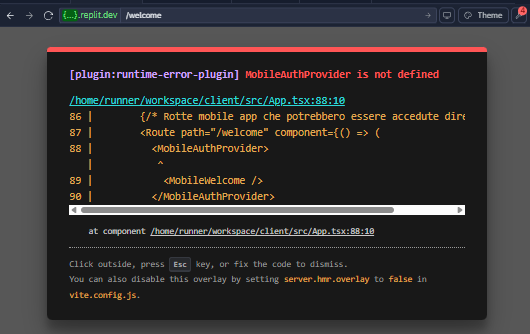 {...}.replit.dev /welcome Theme 4
[plugin:runtime-error-plugin] MobileAuthProvider is not defined
/home/runner/workspace/client/src/App.tsx:88:10
86 | {/* Rotte mobile app che potrebbero essere accedute dire
87 | <Route path="/welcome" component={() => (
88 | <MobileAuthProvider>
| ^
89 | <MobileWelcome />
90 | </MobileAuthProvider>
at component /home/runner/workspace/client/src/App.tsx:88:10
Click outside, press Esc key, or fix the code to dismiss.
You can also disable this overlay by setting server.hmr.overlay to false in
vite.config.js.